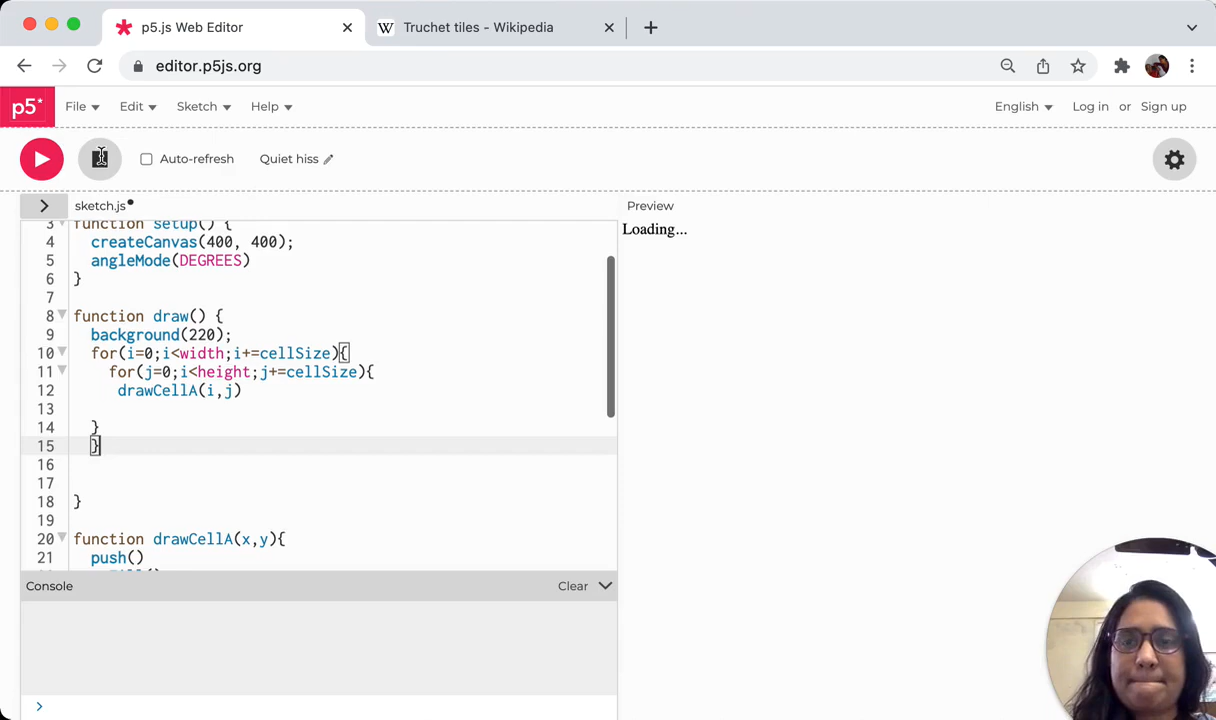 p5.js Web Editor
W Truchet tiles - Wikipedia
editor.p5js.org
p5* File Edit Sketch Help English Log in or Sign up
Auto-refresh Quiet hiss
sketch.js
Preview
Loading...
3 function setup() {
4 createCanvas(400, 400);
5 angleMode(DEGREES)
6 }
7
8 function draw() {
9 background(220);
10 for(i=0;i<width;i+=cellSize){
11 for(j=0;i<height;j+=cellSize){
12 drawCellA(i,j)
13
14 }
15 }
16
17
18 }
19
20 function drawCellA(x,y){
21 push()
Console Clear
>